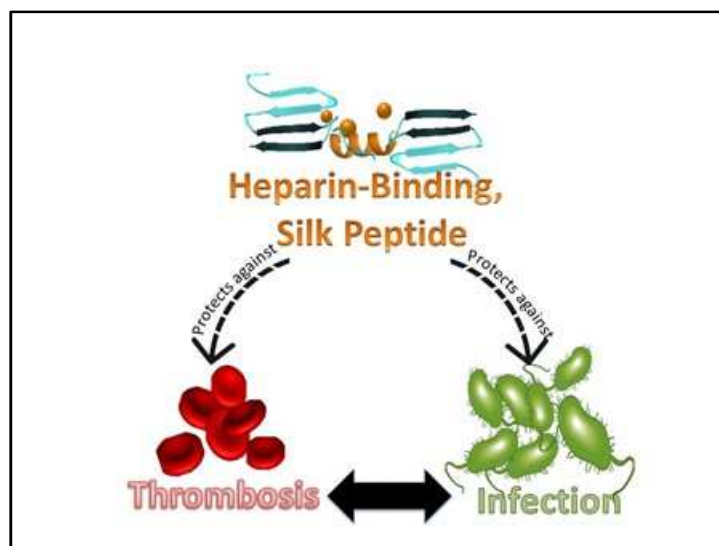 Heparin-Binding,
Silk Peptide
Protects against
Protects against
Thrombosis
Infection